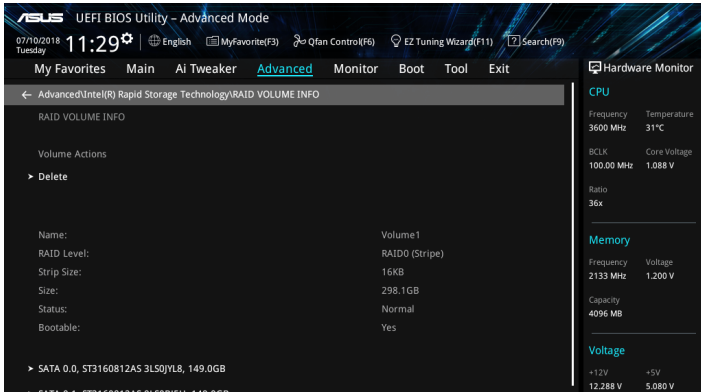 ASUS UEFI BIOS Utility – Advanced Mode
07/10/2018 Tuesday 11:29 English MyFavorite(F3) Qfan Control(F6) EZ Tuning Wizard(F11) ? Search(F9)
My Favorites Main Ai Tweaker Advanced Monitor Boot Tool Exit
← Advanced\Intel(R) Rapid Storage Technology\RAID VOLUME INFO
RAID VOLUME INFO
Volume Actions
> Delete
Name: Volume1
RAID Level: RAID0 (Stripe)
Strip Size: 16KB
Size: 298.1GB
Status: Normal
Bootable: Yes
> SATA 0.0, ST3160812AS 3LS0JYL8, 149.0GB
Hardware Monitor
CPU
Frequency Temperature
3600 MHz 31°C
BCLK Core Voltage
100.00 MHz 1.088 V
Ratio
36x
Memory
Frequency Voltage
2133 MHz 1.200 V
Capacity
4096 MB
Voltage
+12V +5V
12.288 V 5.080 V